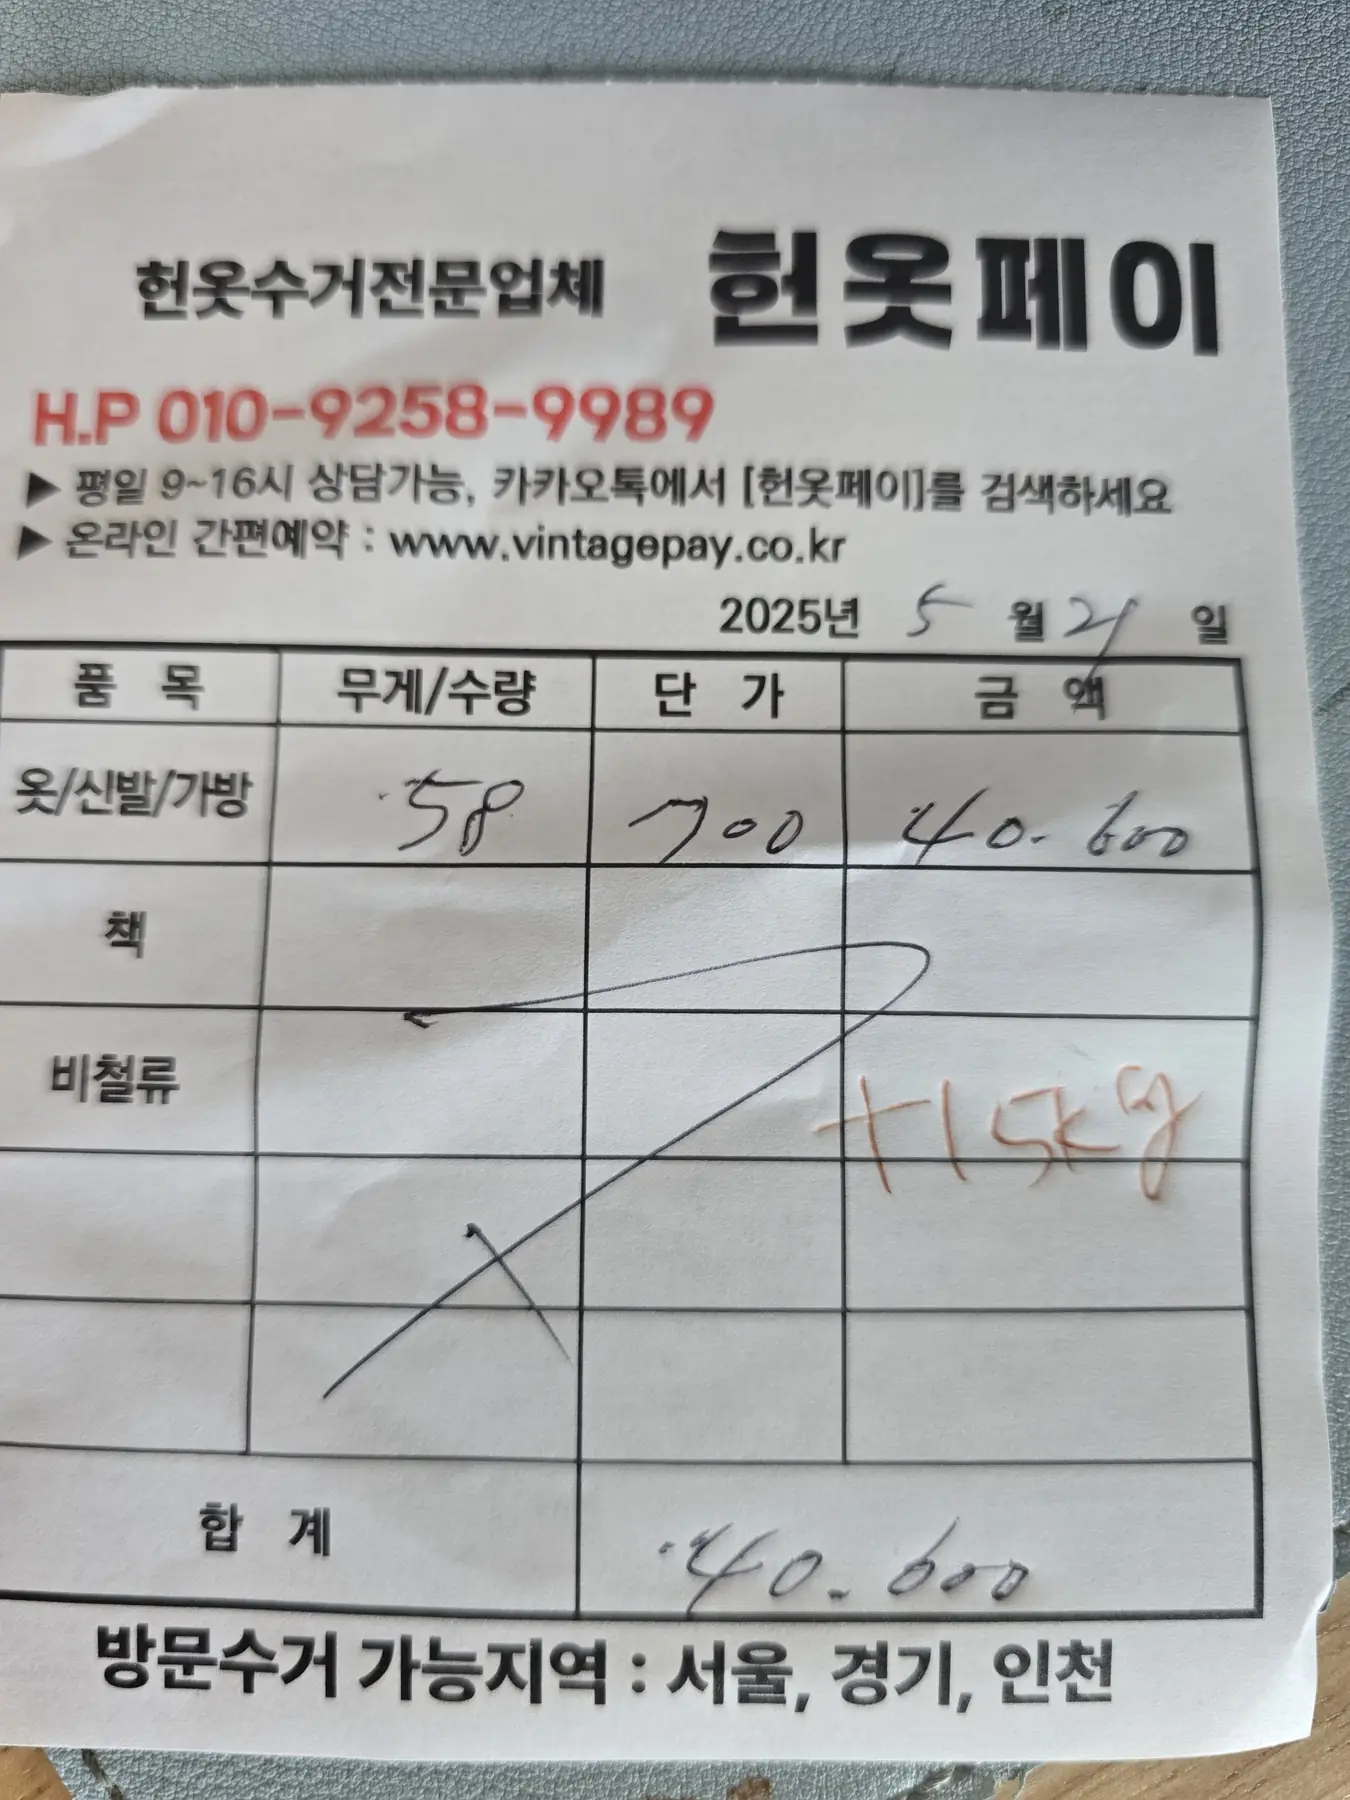 헌옷수거전문업체 헌옷페이
H.P 010-9258-9989
▶ 평일 9~16시 상담가능, 카카오톡에서 [헌옷페이]를 검색하세요
▶ 온라인 간편예약 : www.vintagepay.co.kr
2025년 5 월 21 일
품 목 무게/수량 단 가 금 액
옷/신발/가방 58 700 40.600
책
비철류
+15kg
합 계 40.600
방문수거 가능지역 : 서울, 경기, 인천